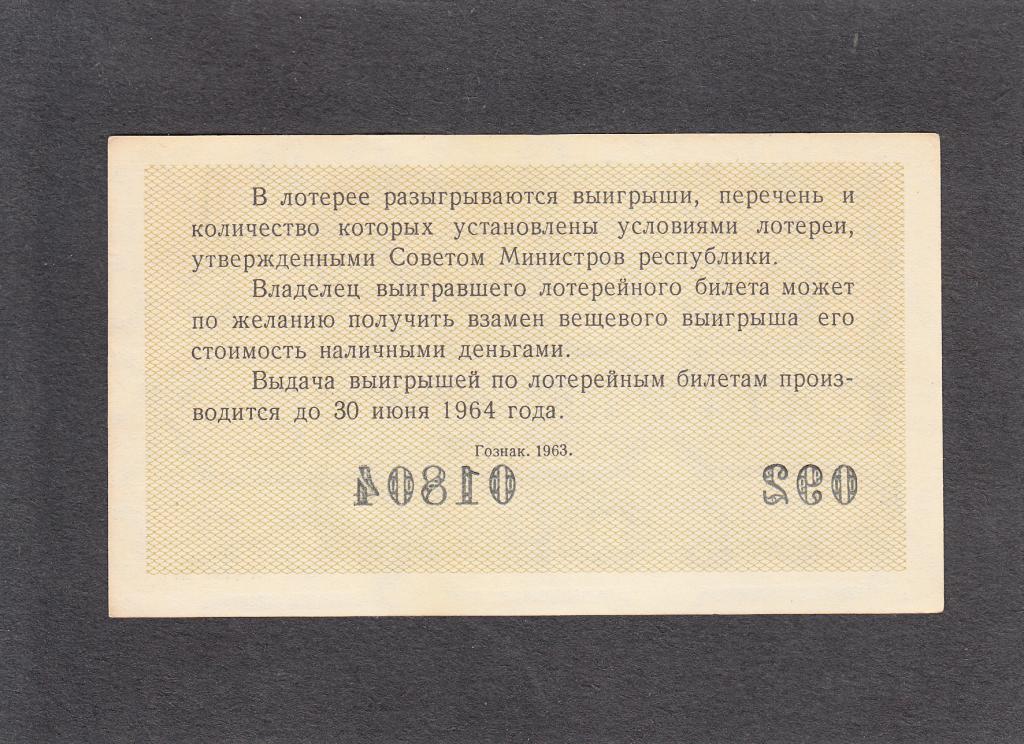 В лотерее разыгрываются выигрыши, перечень и
количество которых установлены условиями лотереи,
утвержденными Советом Министров республики.
Владелец выигравшего лотерейного билета может
по желанию получить взамен вещевого выигрыша его
стоимость наличными деньгами.
Выдача выигрышей по лотерейным билетам произ-
водится до 30 июня 1964 года.
Гознак. 1963.
01804 092